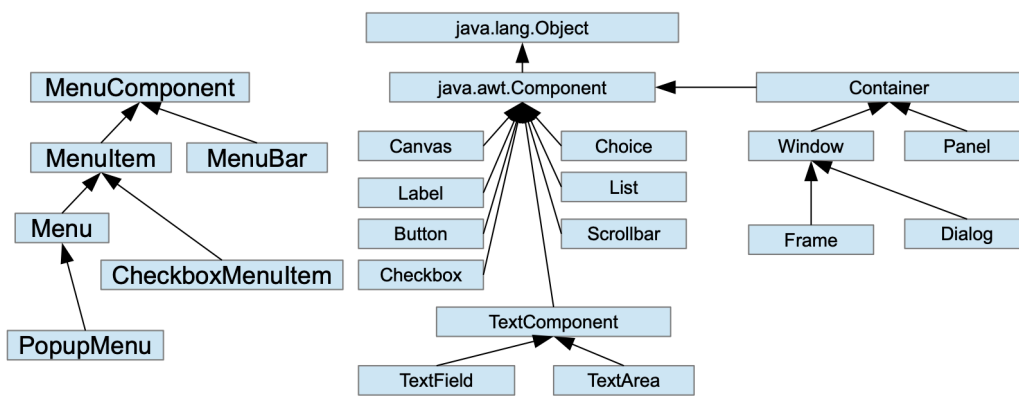 java.lang.Object
MenuComponent
java.awt.Component
Container
MenuItem
MenuBar
Canvas
Choice
Window
Panel
Label
List
Menu
Button
Scrollbar
Frame
Dialog
CheckboxMenuItem
Checkbox
TextComponent
PopupMenu
TextField
TextArea